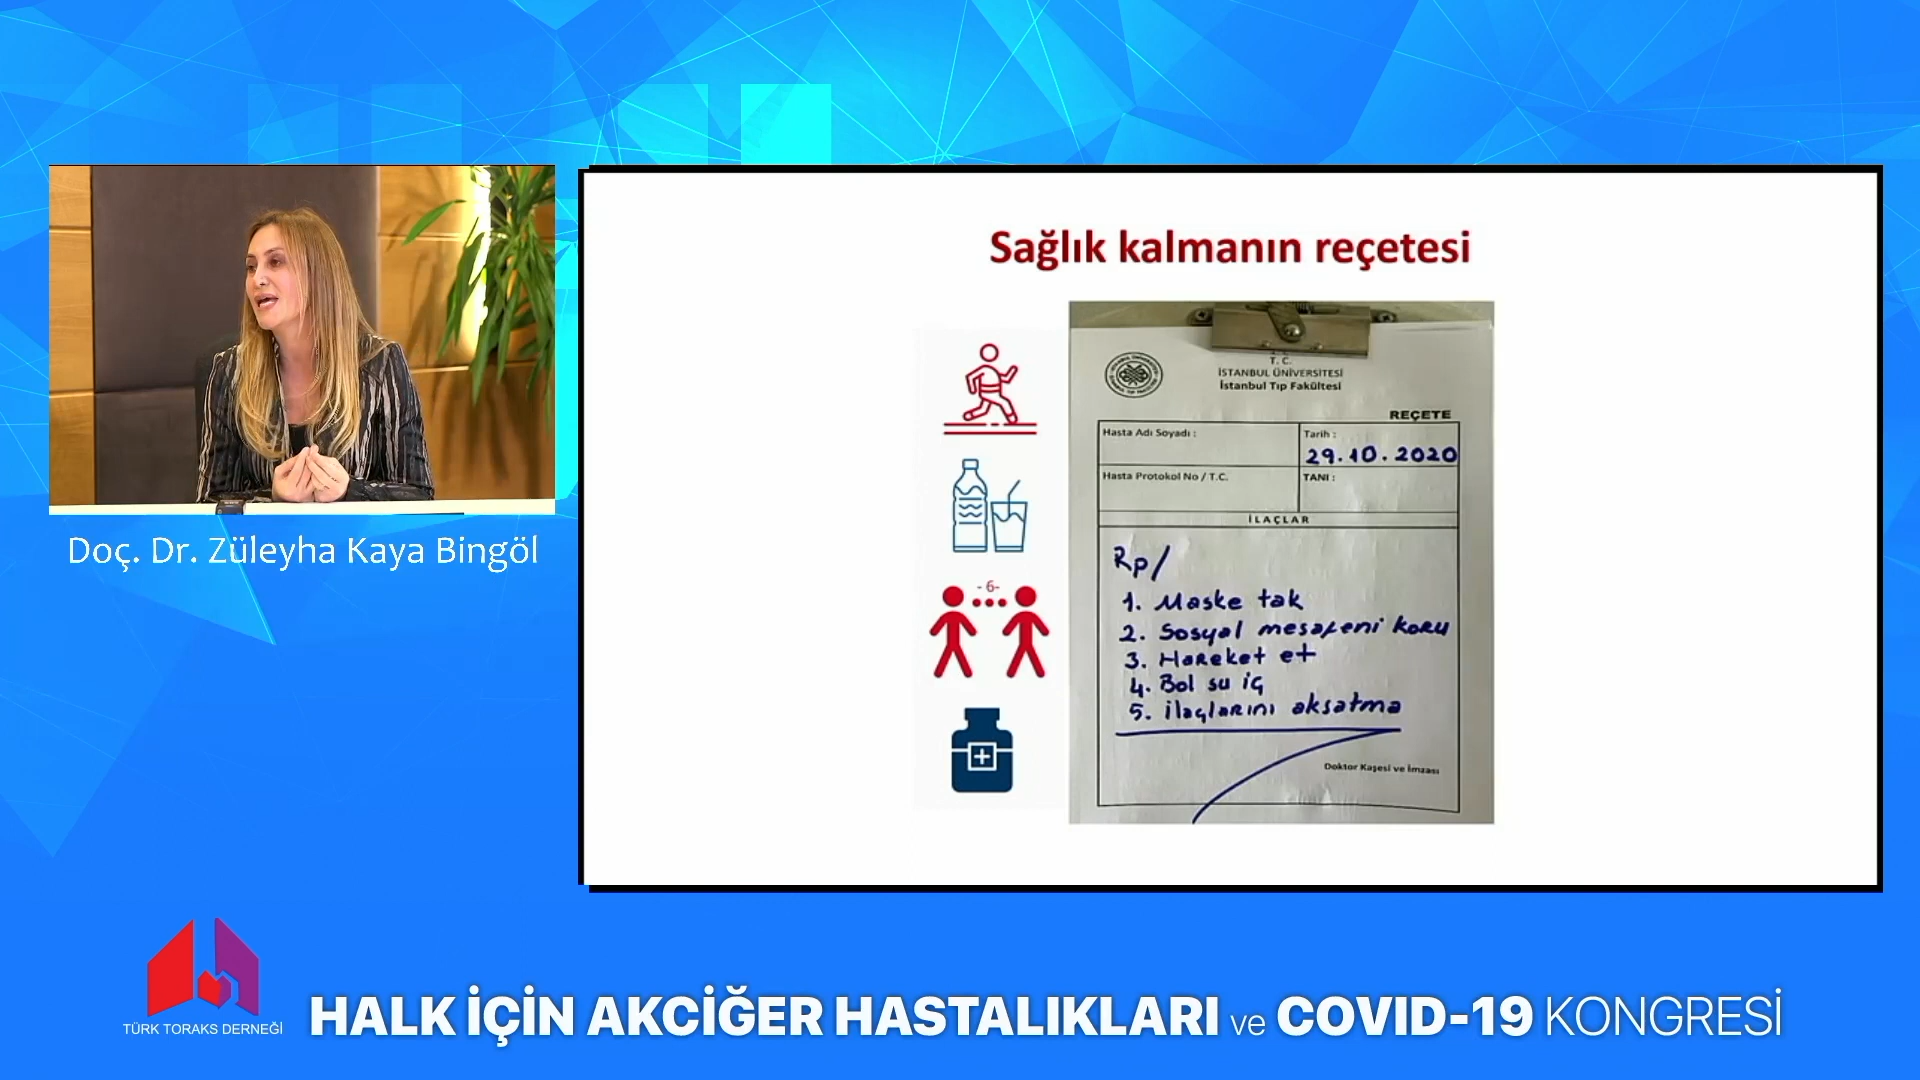 Sağlık kalmanın reçetesi
T. C.
İSTANBUL ÜNİVERSİTESİ
İstanbul Tıp Fakültesi
REÇETE
Hasta Adı Soyadı :
Tarih :
29.10.2020
Hasta Protokol No / T.C.
TANI :
İLAÇLAR
Rp/
1. Maske tak
2. Sosyal mesafeni koru
3. Hareket et
4. Bol su iç
5. ilaçlarını aksatma
Doktor Kaşesi ve İmzası
-6-
Doç. Dr. Züleyha Kaya Bingöl
TÜRK TORAKS DERNEĞİ
HALK İÇİN AKCİĞER HASTALIKLARI ve COVID-19 KONGRESİ